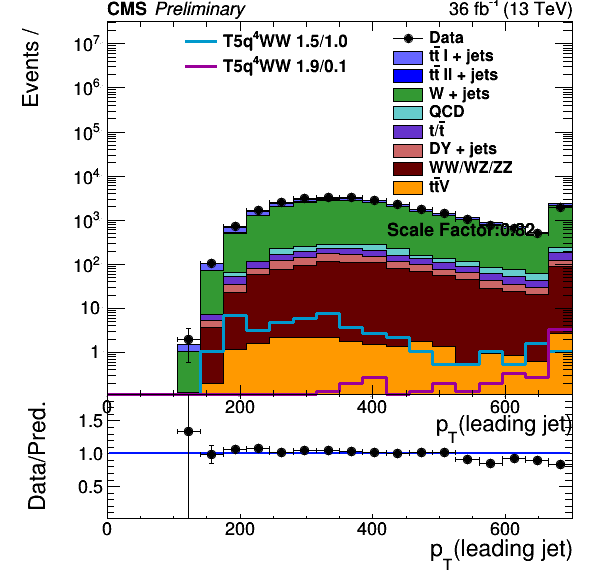 CMS Preliminary 36 fb⁻¹ (13 TeV)
Events /
10⁷
10⁶
10⁵
10⁴
10³
10²
10
1
T5q⁴WW 1.5/1.0
T5q⁴WW 1.9/0.1
Data
tt̄ l + jets
tt̄ ll + jets
W + jets
QCD
t/t̄
DY + jets
WW/WZ/ZZ
tt̄V
Scale Factor:0.82
0 200 400 600
p_T(leading jet)
Data/Pred.
1.5
1.0
0.5
0 200 400 600
p_T(leading jet)